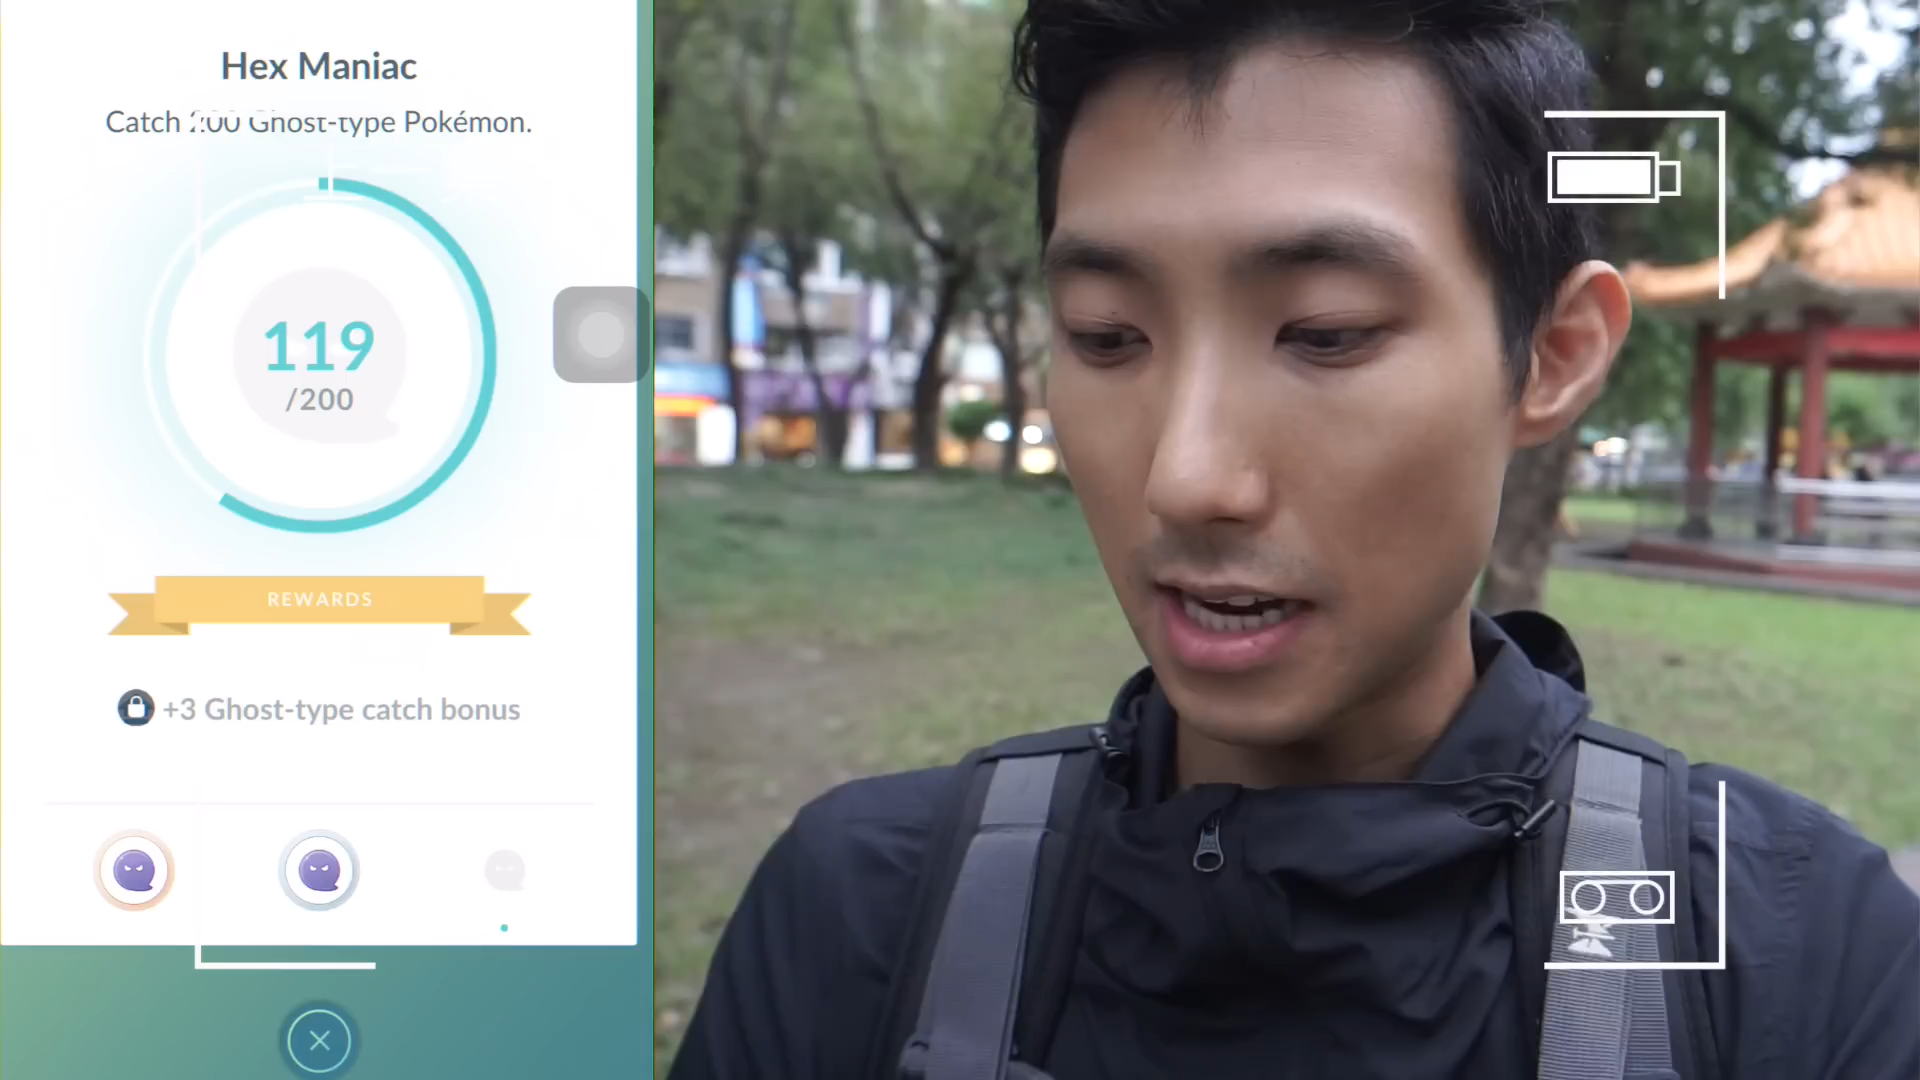 Hex Maniac
Catch 200 Ghost-type Pokémon.
119
/200
REWARDS
+3 Ghost-type catch bonus